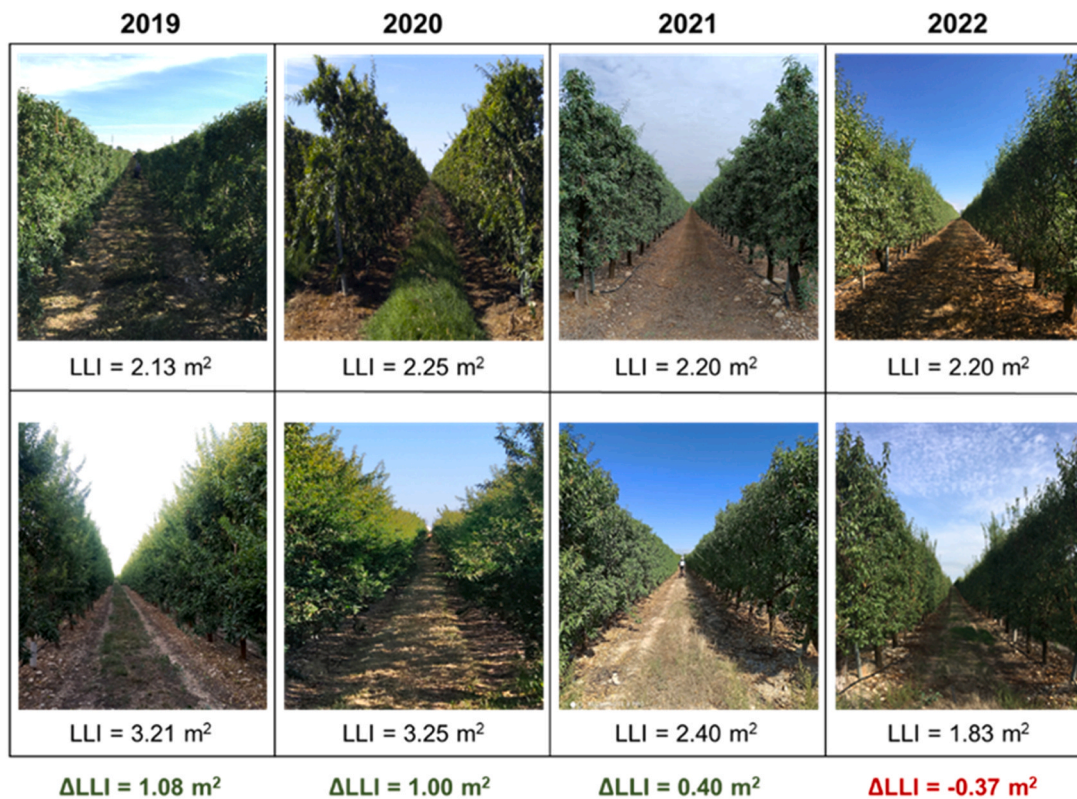 2019 2020 2021 2022
LLI = 2.13 m² LLI = 2.25 m² LLI = 2.20 m² LLI = 2.20 m²
LLI = 3.21 m² LLI = 3.25 m² LLI = 2.40 m² LLI = 1.83 m²
ΔLLI = 1.08 m² ΔLLI = 1.00 m² ΔLLI = 0.40 m² ΔLLI = -0.37 m²